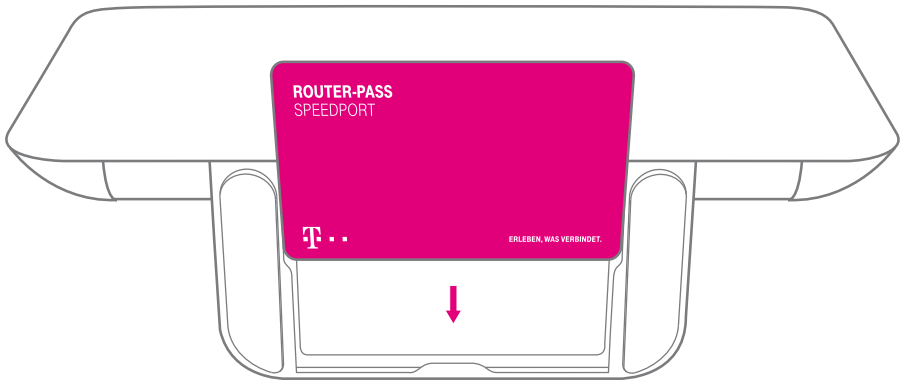 ROUTER-PASS
SPEEDPORT
T
ERLEBEN, WAS VERBINDET.